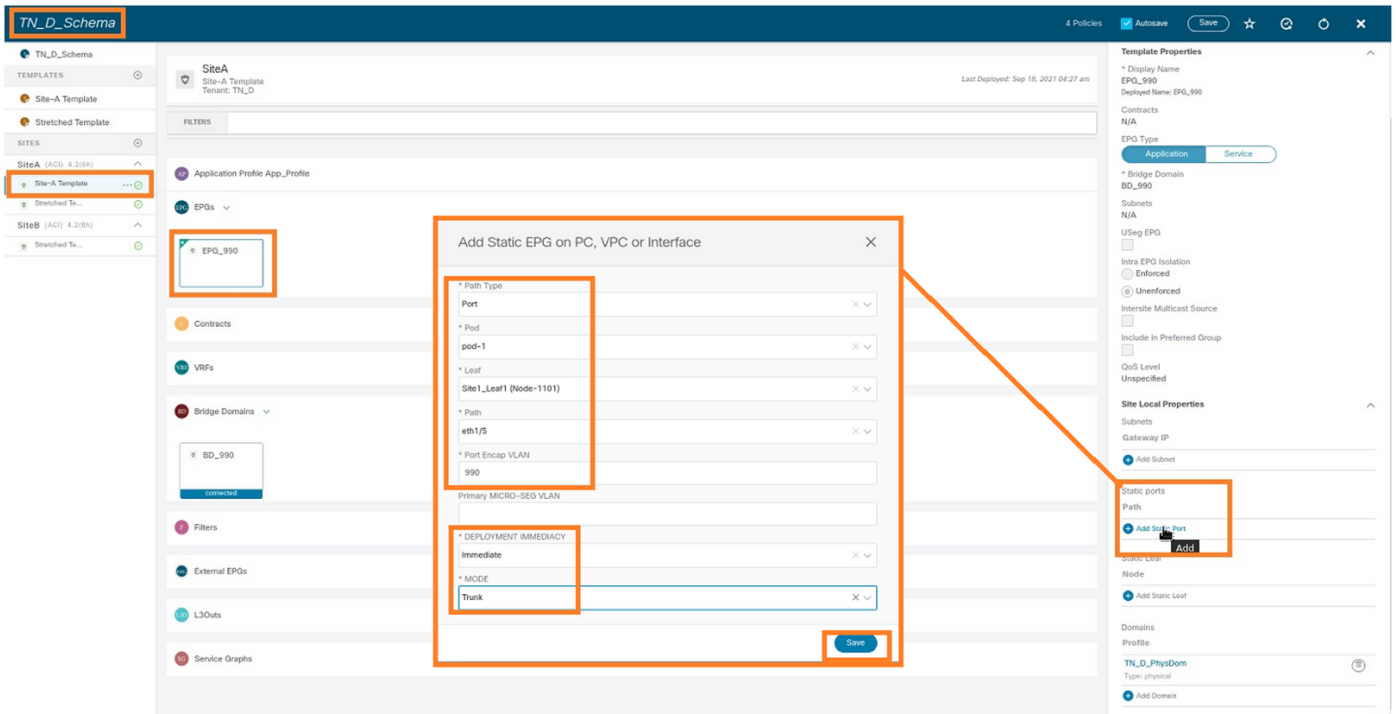 TN_D_Schema
4 Policies
Autosave
Save
TN_D_Schema
TEMPLATES
Site-A Template
Stretched Template
SITES
SiteA (ACI) 4.2(6h)
Site-A Template
Stretched Te...
SiteB (ACI) 4.2(6h)
Stretched Te...
SiteA
Site-A Template
Tenant: TN_D
Last Deployed: Sep 18, 2021 04:27 am
FILTERS
AP Application Profile App_Profile
EPG EPGs
EPG_990
C Contracts
VRF VRFs
BD Bridge Domains
BD_990
connected
F Filters
EPG External EPGs
L3O L3Outs
SG Service Graphs
Add Static EPG on PC, VPC or Interface
* Path Type
Port
* Pod
pod-1
* Leaf
Site1_Leaf1 (Node-1101)
* Path
eth1/5
* Port Encap VLAN
990
Primary MICRO-SEG VLAN
* DEPLOYMENT IMMEDIACY
Immediate
* MODE
Trunk
Save
Template Properties
* Display Name
EPG_990
Deployed Name: EPG_990
Contracts
N/A
EPG Type
Application Service
* Bridge Domain
BD_990
Subnets
N/A
USeg EPG
Intra EPG Isolation
Enforced
Unenforced
Intersite Multicast Source
Include in Preferred Group
QoS Level
Unspecified
Site Local Properties
Subnets
Gateway IP
Add Subnet
Static ports
Path
Add Static Port
Add
Static Leaf
Node
Add Static Leaf
Domains
Profile
TN_D_PhysDom
Type: physical
Add Domain